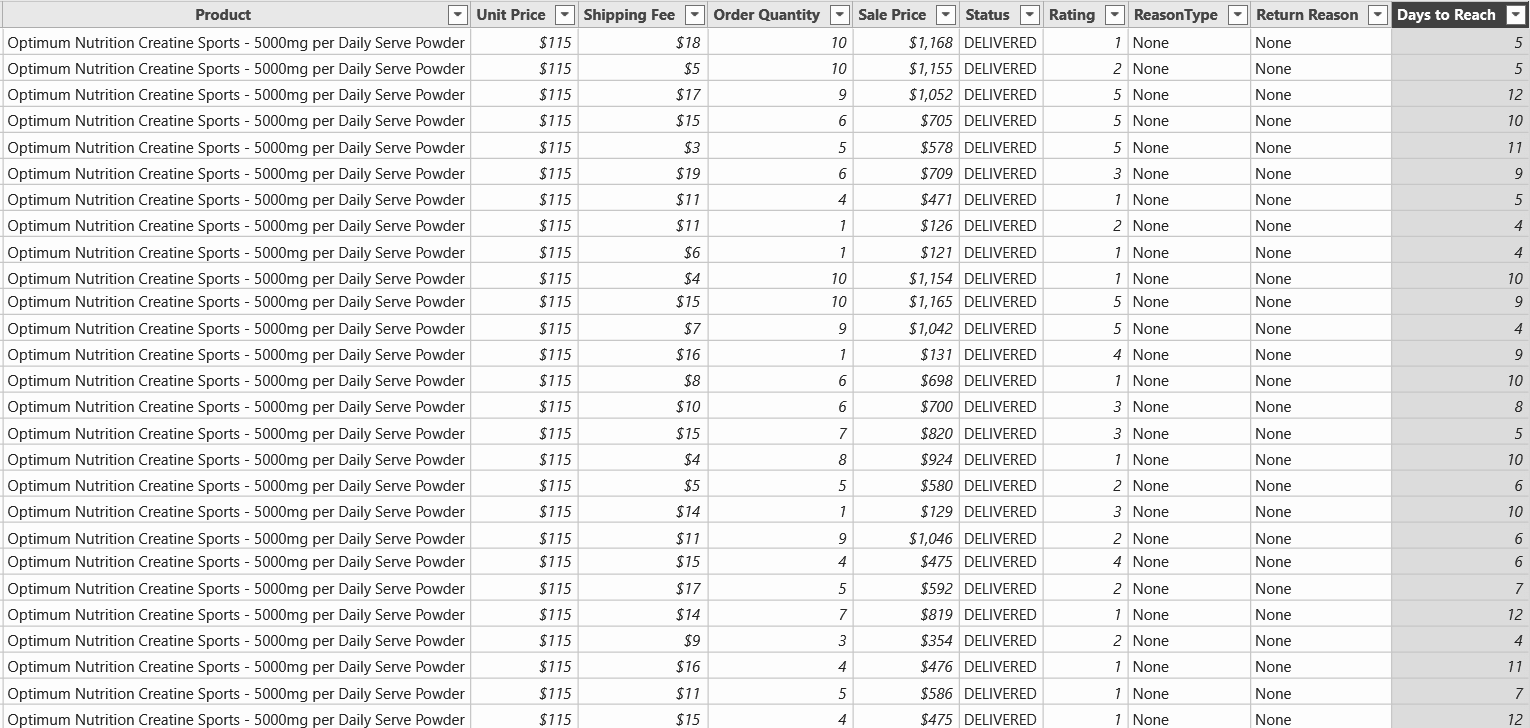 Product Unit Price Shipping Fee Order Quantity Sale Price Status Rating ReasonType Return Reason Days to Reach
Optimum Nutrition Creatine Sports - 5000mg per Daily Serve Powder $115 $18 10 $1,168 DELIVERED 1 None None 5
Optimum Nutrition Creatine Sports - 5000mg per Daily Serve Powder $115 $5 10 $1,155 DELIVERED 2 None None 5
Optimum Nutrition Creatine Sports - 5000mg per Daily Serve Powder $115 $17 9 $1,052 DELIVERED 5 None None 12
Optimum Nutrition Creatine Sports - 5000mg per Daily Serve Powder $115 $15 6 $705 DELIVERED 5 None None 10
Optimum Nutrition Creatine Sports - 5000mg per Daily Serve Powder $115 $3 5 $578 DELIVERED 5 None None 11
Optimum Nutrition Creatine Sports - 5000mg per Daily Serve Powder $115 $19 6 $709 DELIVERED 3 None None 9
Optimum Nutrition Creatine Sports - 5000mg per Daily Serve Powder $115 $11 4 $471 DELIVERED 1 None None 5
Optimum Nutrition Creatine Sports - 5000mg per Daily Serve Powder $115 $11 1 $126 DELIVERED 2 None None 4
Optimum Nutrition Creatine Sports - 5000mg per Daily Serve Powder $115 $6 1 $121 DELIVERED 1 None None 4
Optimum Nutrition Creatine Sports - 5000mg per Daily Serve Powder $115 $4 10 $1,154 DELIVERED 1 None None 10
Optimum Nutrition Creatine Sports - 5000mg per Daily Serve Powder $115 $15 10 $1,165 DELIVERED 5 None None 9
Optimum Nutrition Creatine Sports - 5000mg per Daily Serve Powder $115 $7 9 $1,042 DELIVERED 5 None None 4
Optimum Nutrition Creatine Sports - 5000mg per Daily Serve Powder $115 $16 1 $131 DELIVERED 4 None None 9
Optimum Nutrition Creatine Sports - 5000mg per Daily Serve Powder $115 $8 6 $698 DELIVERED 1 None None 10
Optimum Nutrition Creatine Sports - 5000mg per Daily Serve Powder $115 $10 6 $700 DELIVERED 3 None None 8
Optimum Nutrition Creatine Sports - 5000mg per Daily Serve Powder $115 $15 7 $820 DELIVERED 3 None None 5
Optimum Nutrition Creatine Sports - 5000mg per Daily Serve Powder $115 $4 8 $924 DELIVERED 1 None None 10
Optimum Nutrition Creatine Sports - 5000mg per Daily Serve Powder $115 $5 5 $580 DELIVERED 2 None None 6
Optimum Nutrition Creatine Sports - 5000mg per Daily Serve Powder $115 $14 1 $129 DELIVERED 3 None None 10
Optimum Nutrition Creatine Sports - 5000mg per Daily Serve Powder $115 $11 9 $1,046 DELIVERED 2 None None 6
Optimum Nutrition Creatine Sports - 5000mg per Daily Serve Powder $115 $15 4 $475 DELIVERED 4 None None 6
Optimum Nutrition Creatine Sports - 5000mg per Daily Serve Powder $115 $17 5 $592 DELIVERED 2 None None 7
Optimum Nutrition Creatine Sports - 5000mg per Daily Serve Powder $115 $14 7 $819 DELIVERED 1 None None 12
Optimum Nutrition Creatine Sports - 5000mg per Daily Serve Powder $115 $9 3 $354 DELIVERED 2 None None 4
Optimum Nutrition Creatine Sports - 5000mg per Daily Serve Powder $115 $16 4 $476 DELIVERED 1 None None 11
Optimum Nutrition Creatine Sports - 5000mg per Daily Serve Powder $115 $11 5 $586 DELIVERED 1 None None 7
Optimum Nutrition Creatine Sports - 5000mg per Daily Serve Powder $115 $15 4 $475 DELIVERED 1 None None 12